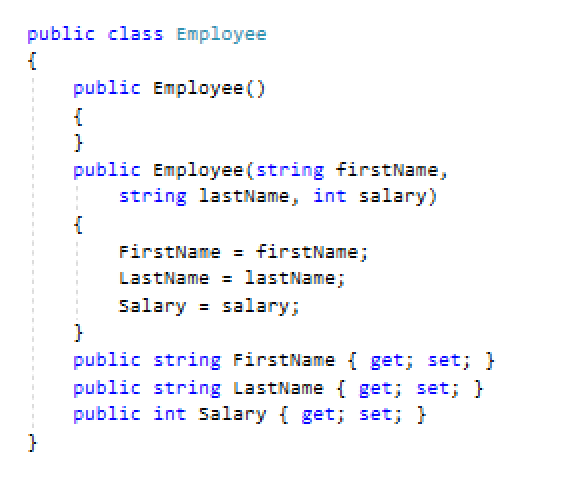 public class Employee
{
public Employee()
{
}
public Employee(string firstName,
string lastName, int salary)
{
FirstName = firstName;
LastName = lastName;
Salary = salary;
}
public string FirstName { get; set; }
public string LastName { get; set; }
public int Salary { get; set; }
}